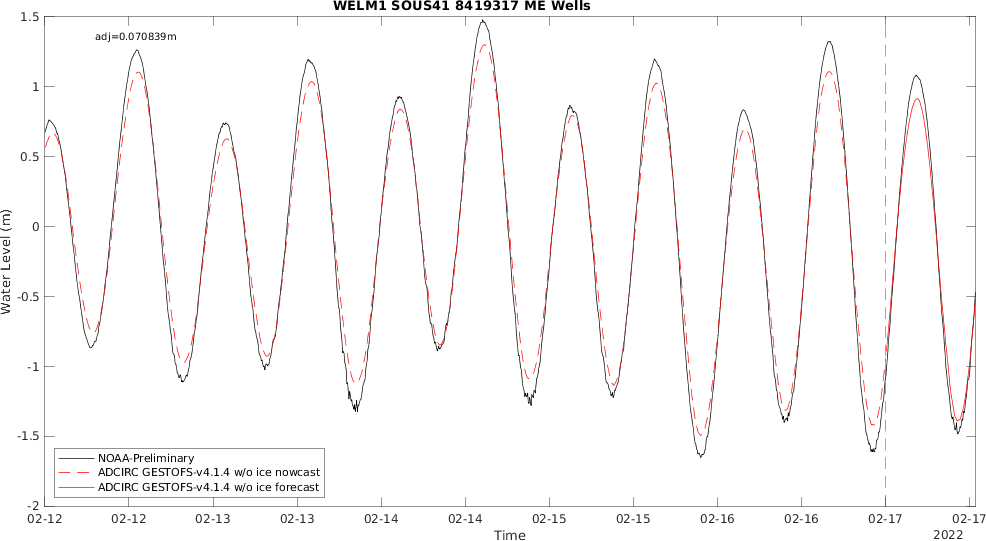 WELM1 SOUS41 8419317 ME Wells
adj=0.070839m
1.5
1
0.5
0
-0.5
-1
-1.5
-2
Water Level (m)
NOAA-Preliminary
ADCIRC GESTOFS-v4.1.4 w/o ice nowcast
ADCIRC GESTOFS-v4.1.4 w/o ice forecast
02-12 02-12 02-13 02-13 02-14 02-14 02-15 02-15 02-16 02-16 02-17 02-17
Time
2022